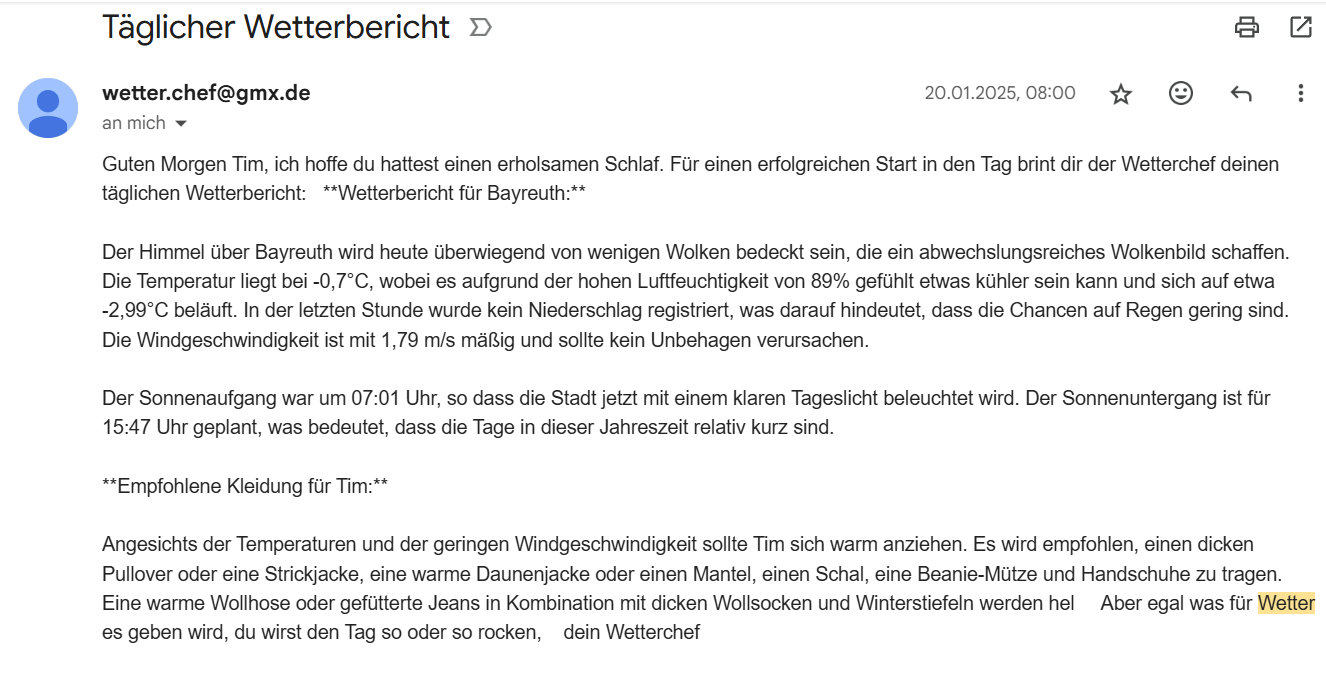 Täglicher Wetterbericht
wetter.chef@gmx.de
20.01.2025, 08:00
an mich
Guten Morgen Tim, ich hoffe du hattest einen erholsamen Schlaf. Für einen erfolgreichen Start in den Tag brint dir der Wetterchef deinen
täglichen Wetterbericht:   **Wetterbericht für Bayreuth:**
Der Himmel über Bayreuth wird heute überwiegend von wenigen Wolken bedeckt sein, die ein abwechslungsreiches Wolkenbild schaffen.
Die Temperatur liegt bei -0,7°C, wobei es aufgrund der hohen Luftfeuchtigkeit von 89% gefühlt etwas kühler sein kann und sich auf etwa
-2,99°C beläuft. In der letzten Stunde wurde kein Niederschlag registriert, was darauf hindeutet, dass die Chancen auf Regen gering sind.
Die Windgeschwindigkeit ist mit 1,79 m/s mäßig und sollte kein Unbehagen verursachen.
Der Sonnenaufgang war um 07:01 Uhr, so dass die Stadt jetzt mit einem klaren Tageslicht beleuchtet wird. Der Sonnenuntergang ist für
15:47 Uhr geplant, was bedeutet, dass die Tage in dieser Jahreszeit relativ kurz sind.
**Empfohlene Kleidung für Tim:**
Angesichts der Temperaturen und der geringen Windgeschwindigkeit sollte Tim sich warm anziehen. Es wird empfohlen, einen dicken
Pullover oder eine Strickjacke, eine warme Daunenjacke oder einen Mantel, einen Schal, eine Beanie-Mütze und Handschuhe zu tragen.
Eine warme Wollhose oder gefütterte Jeans in Kombination mit dicken Wollsocken und Winterstiefeln werden hel    Aber egal was für Wetter
es geben wird, du wirst den Tag so oder so rocken,    dein Wetterchef